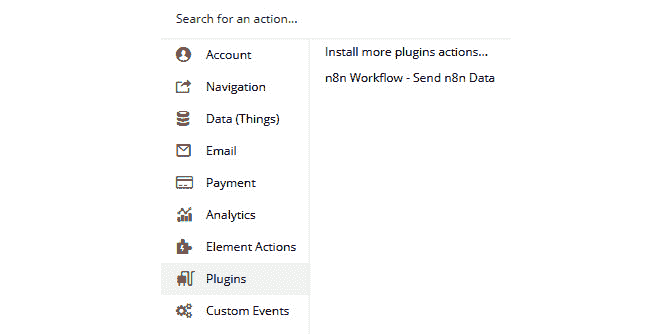 Search for an action...
Account
Navigation
Data (Things)
Email
Payment
Analytics
Element Actions
Plugins
Custom Events
Install more plugins actions...
n8n Workflow - Send n8n Data